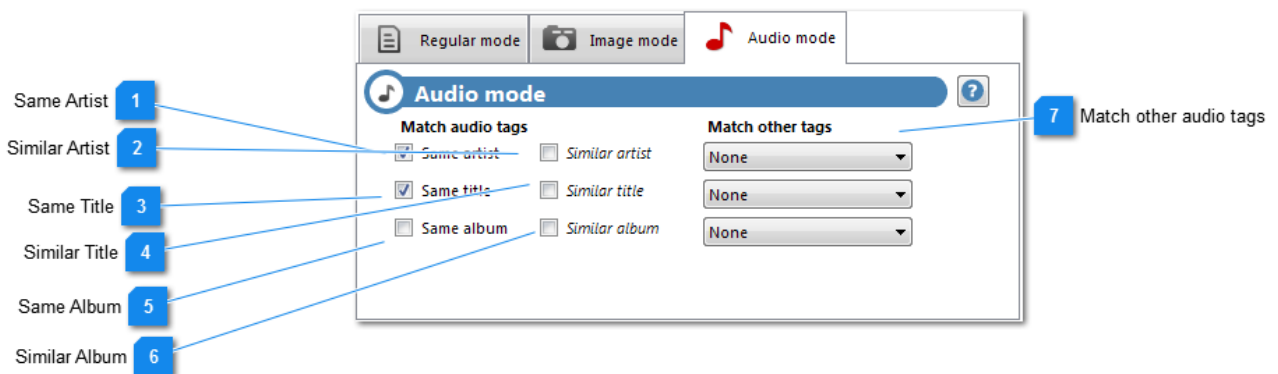 Regular mode
Image mode
Audio mode
Audio mode
?
Match audio tags
Match other tags
Same artist
Similar artist
None
Same title
Similar title
None
Same album
Similar album
None
Same Artist 1
Similar Artist 2
Same Title 3
Similar Title 4
Same Album 5
Similar Album 6
7 Match other audio tags